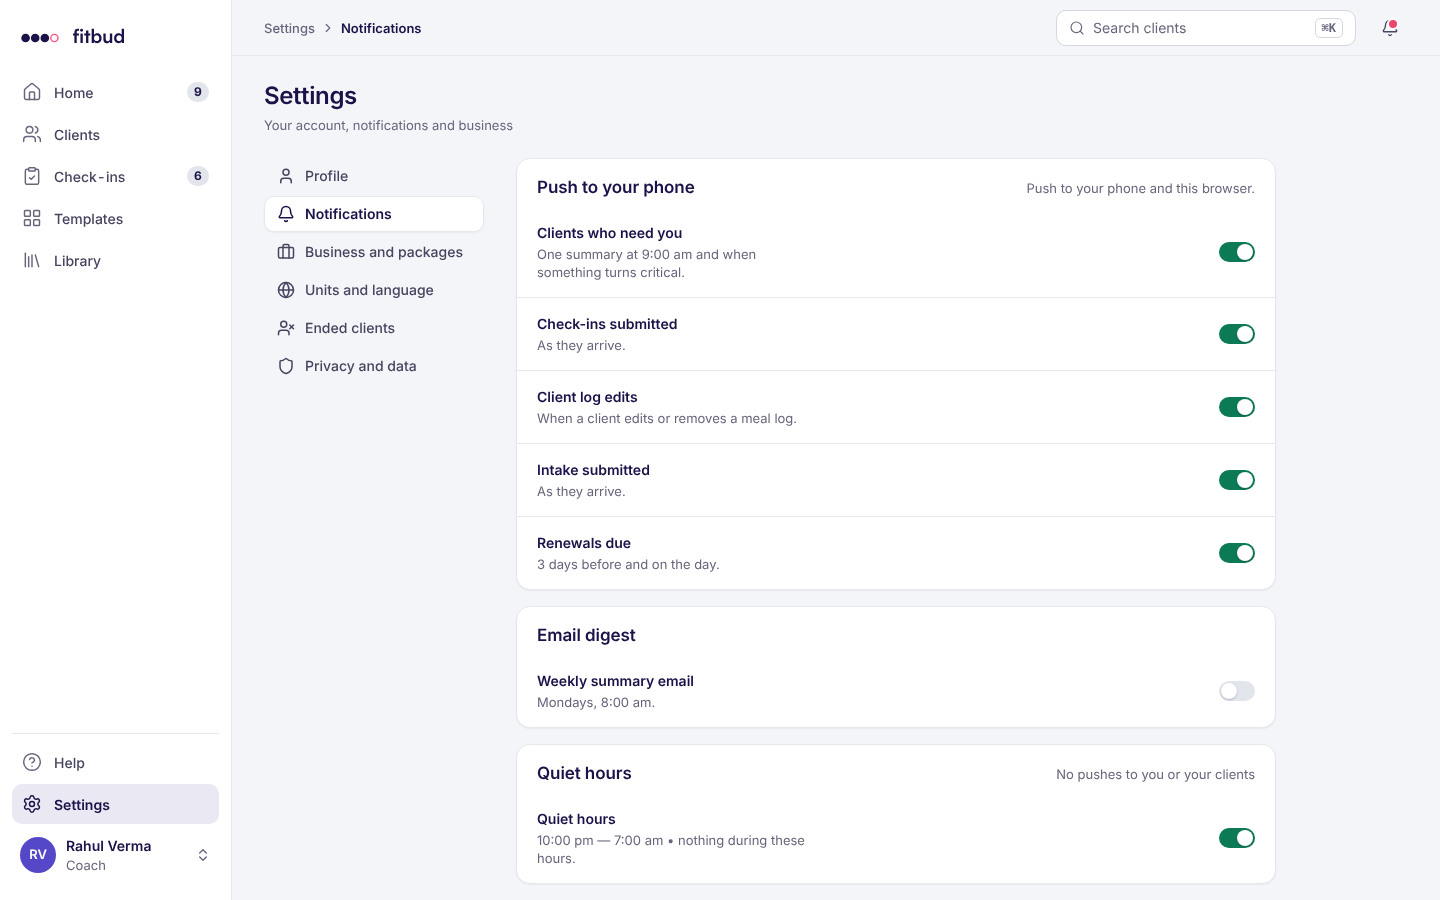 fitbud
Home 9
Clients
Check-ins 6
Templates
Library
Help
Settings
RV Rahul Verma
Coach
Settings > Notifications
Search clients ⌘K
Settings
Your account, notifications and business
Profile
Notifications
Business and packages
Units and language
Ended clients
Privacy and data
Push to your phone
Push to your phone and this browser.
Clients who need you
One summary at 9:00 am and when
something turns critical.
Check-ins submitted
As they arrive.
Client log edits
When a client edits or removes a meal log.
Intake submitted
As they arrive.
Renewals due
3 days before and on the day.
Email digest
Weekly summary email
Mondays, 8:00 am.
Quiet hours
No pushes to you or your clients
Quiet hours
10:00 pm — 7:00 am • nothing during these
hours.